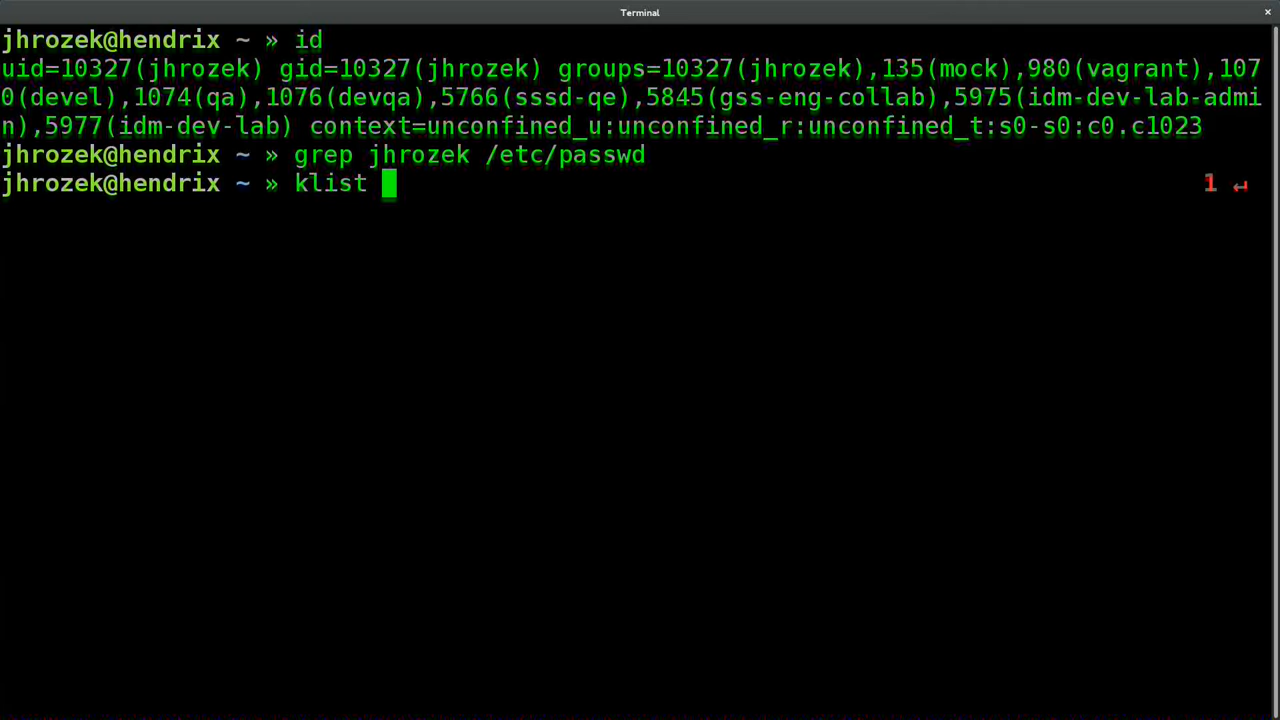 Terminal ×
jhrozek@hendrix ~ » id
uid=10327(jhrozek) gid=10327(jhrozek) groups=10327(jhrozek),135(mock),980(vagrant),107
0(devel),1074(qa),1076(devqa),5766(sssd-qe),5845(gss-eng-collab),5975(idm-dev-lab-admi
n),5977(idm-dev-lab) context=unconfined_u:unconfined_r:unconfined_t:s0-s0:c0.c1023
jhrozek@hendrix ~ » grep jhrozek /etc/passwd
jhrozek@hendrix ~ » klist 1 ↵